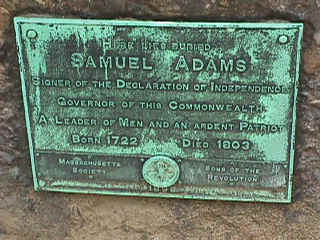 Here lies buried
Samuel Adams
Signer of the Declaration of Independence
Governor of this Commonwealth
A Leader of Men and an ardent Patriot
Born 1722 Died 1803
Massachusetts Society
Sons of the Revolution
1898